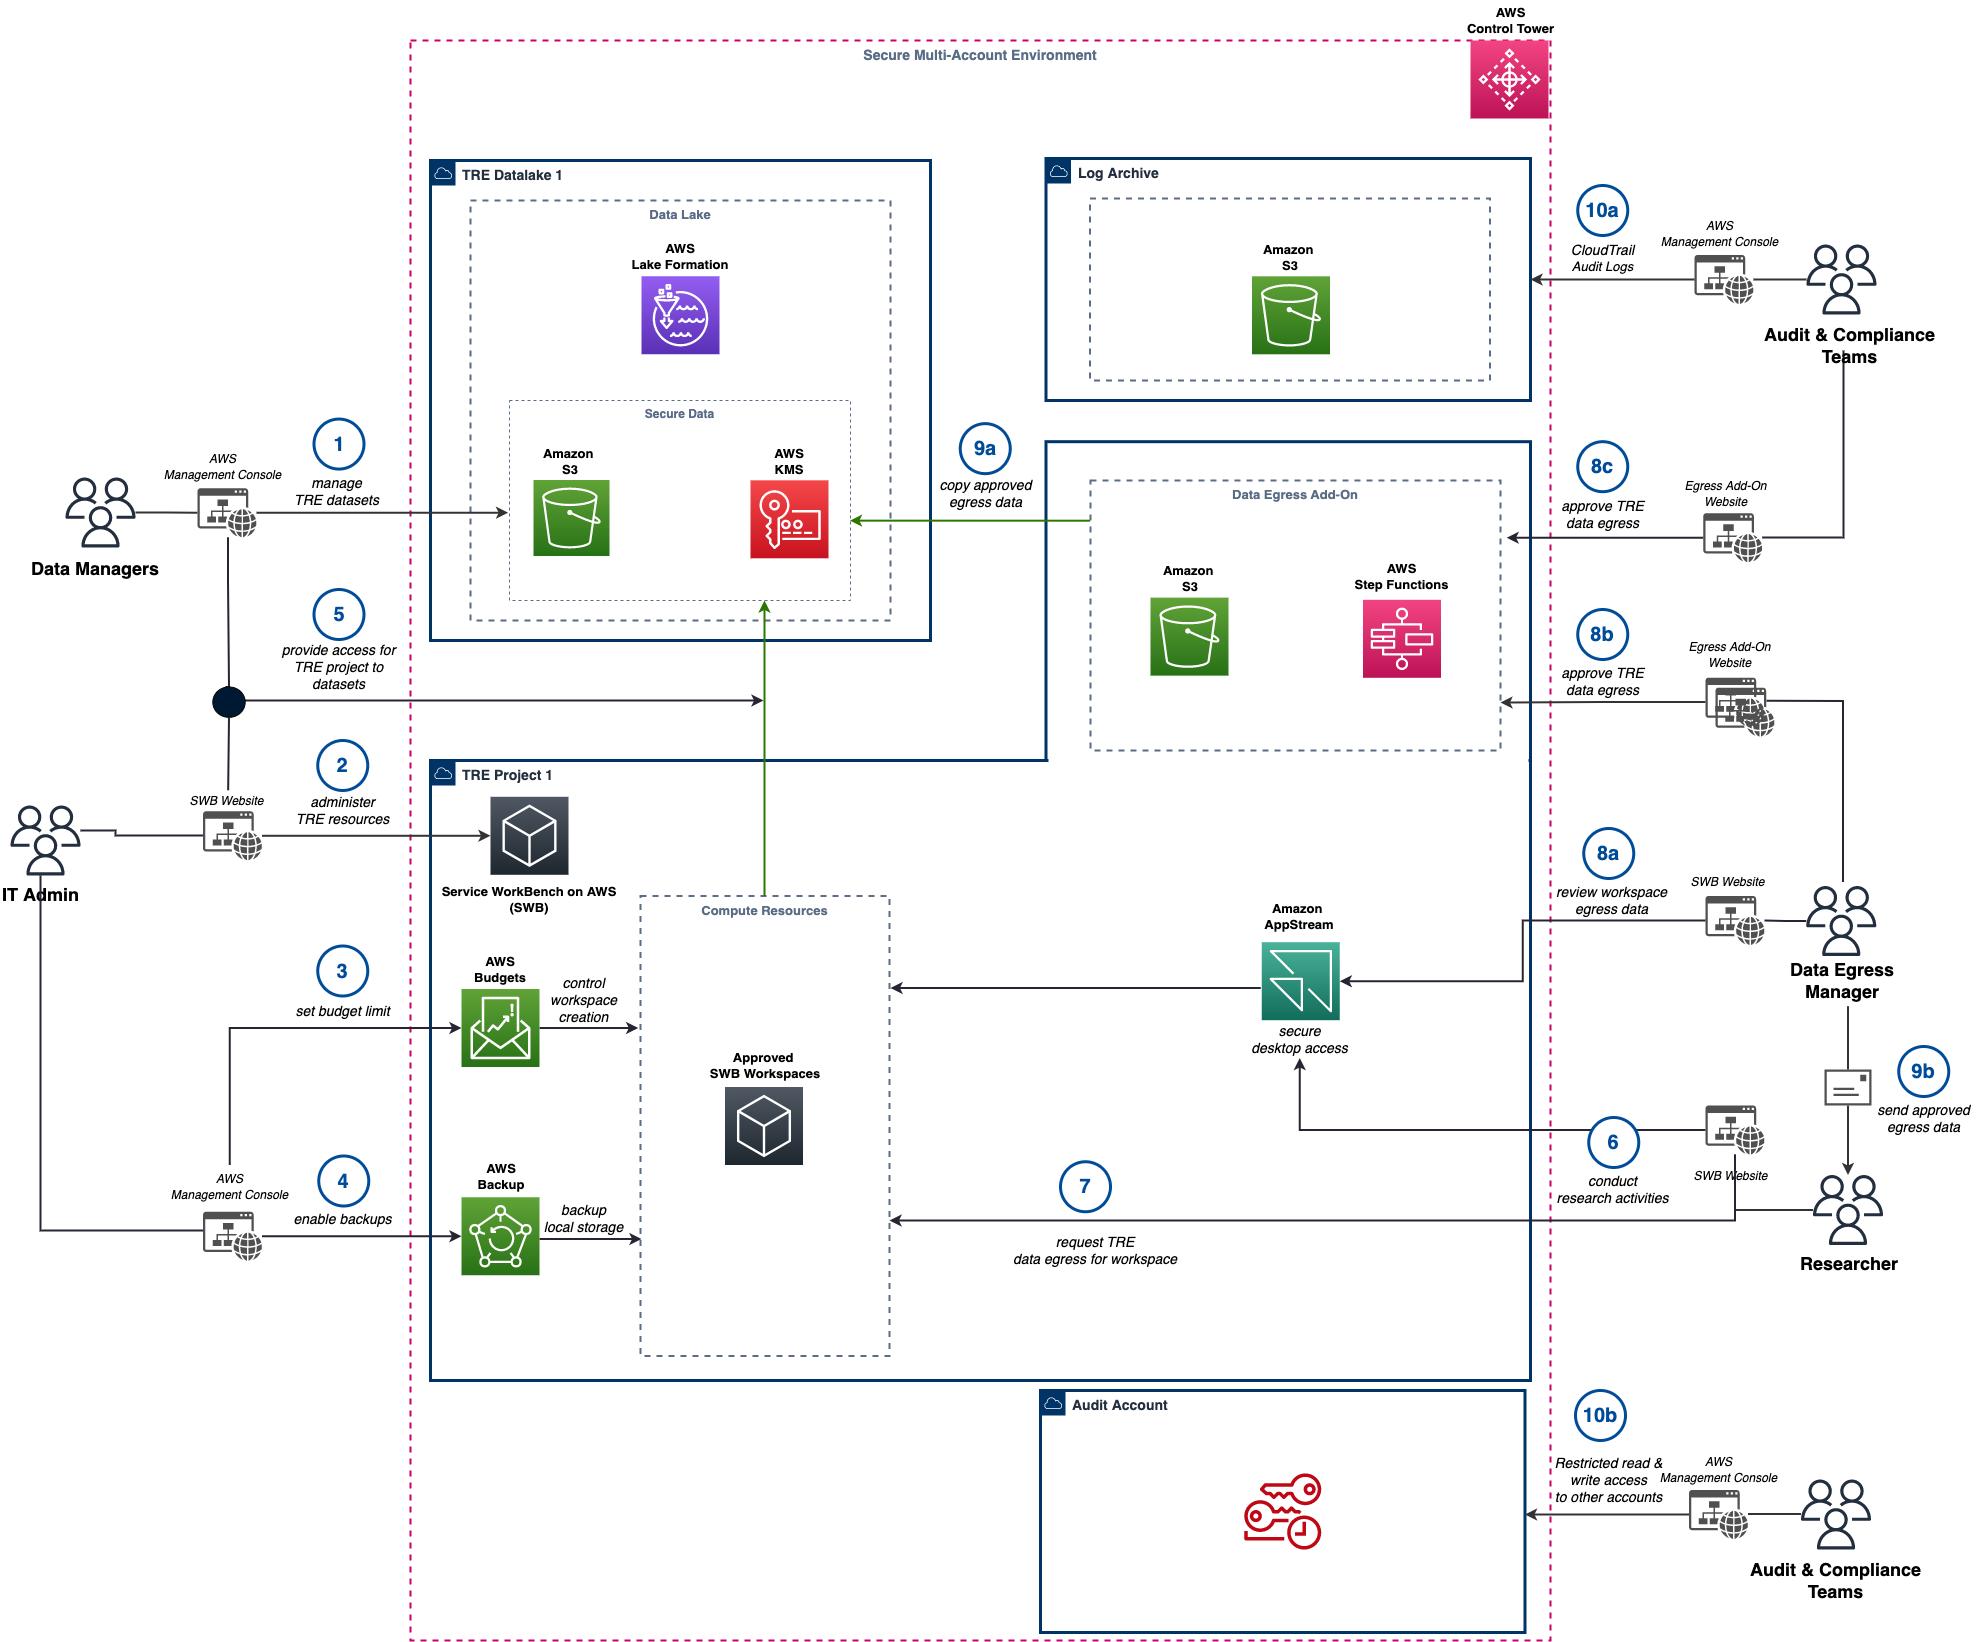 AWS
Control Tower
Secure Multi-Account Environment
TRE Datalake 1
Data Lake
AWS
Lake Formation
Secure Data
Amazon
S3
AWS
KMS
Log Archive
Amazon
S3
10a
CloudTrail
Audit Logs
AWS
Management Console
Audit & Compliance
Teams
1
manage
TRE datasets
AWS
Management Console
Data Managers
9a
copy approved
egress data
Data Egress Add-On
Amazon
S3
AWS
Step Functions
8c
approve TRE
data egress
Egress Add-On
Website
5
provide access for
TRE project to
datasets
8b
approve TRE
data egress
Egress Add-On
Website
2
administer
TRE resources
SWB Website
IT Admin
TRE Project 1
Service WorkBench on AWS
(SWB)
Compute Resources
Amazon
AppStream
secure
desktop access
8a
review workspace
egress data
SWB Website
Data Egress
Manager
3
set budget limit
AWS
Budgets
control
workspace
creation
Approved
SWB Workspaces
9b
send approved
egress data
6
conduct
research activities
SWB Website
Researcher
AWS
Management Console
4
enable backups
AWS
Backup
backup
local storage
7
request TRE
data egress for workspace
Audit Account
10b
Restricted read &
write access
to other accounts
AWS
Management Console
Audit & Compliance
Teams